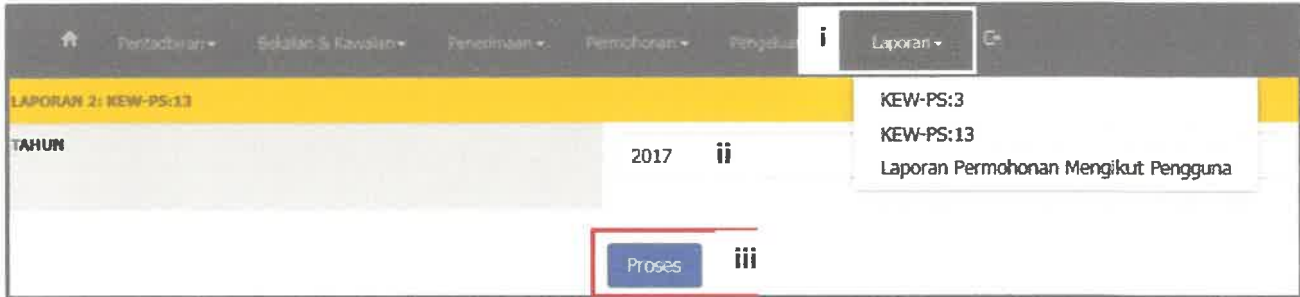 Pentadbiran Bekalan & Kawalan Penerimaan Permohonan i Laporan
LAPORAN 2: KEW-PS:13
KEW-PS:3
KEW-PS:13
Laporan Permohonan Mengikut Pengguna
TAHUN
2017 ii
Proses iii